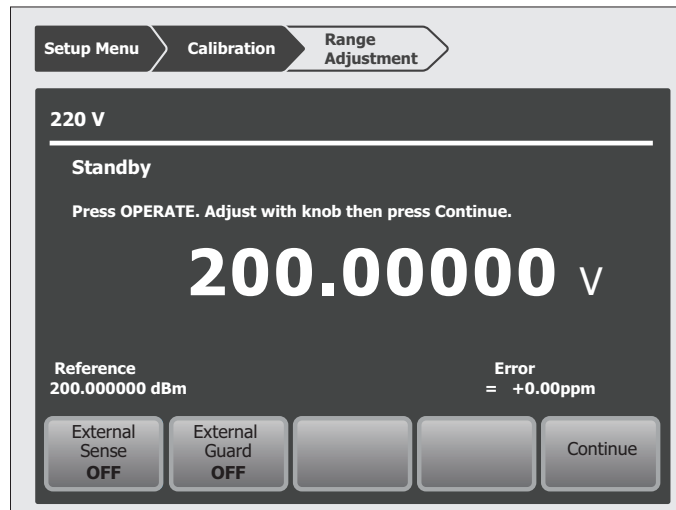 Setup Menu
Calibration
Range
Adjustment
220 V
Standby
Press OPERATE. Adjust with knob then press Continue.
200.00000 V
Reference
200.000000 dBm
Error
= +0.00ppm
External
Sense
OFF
External
Guard
OFF
Continue